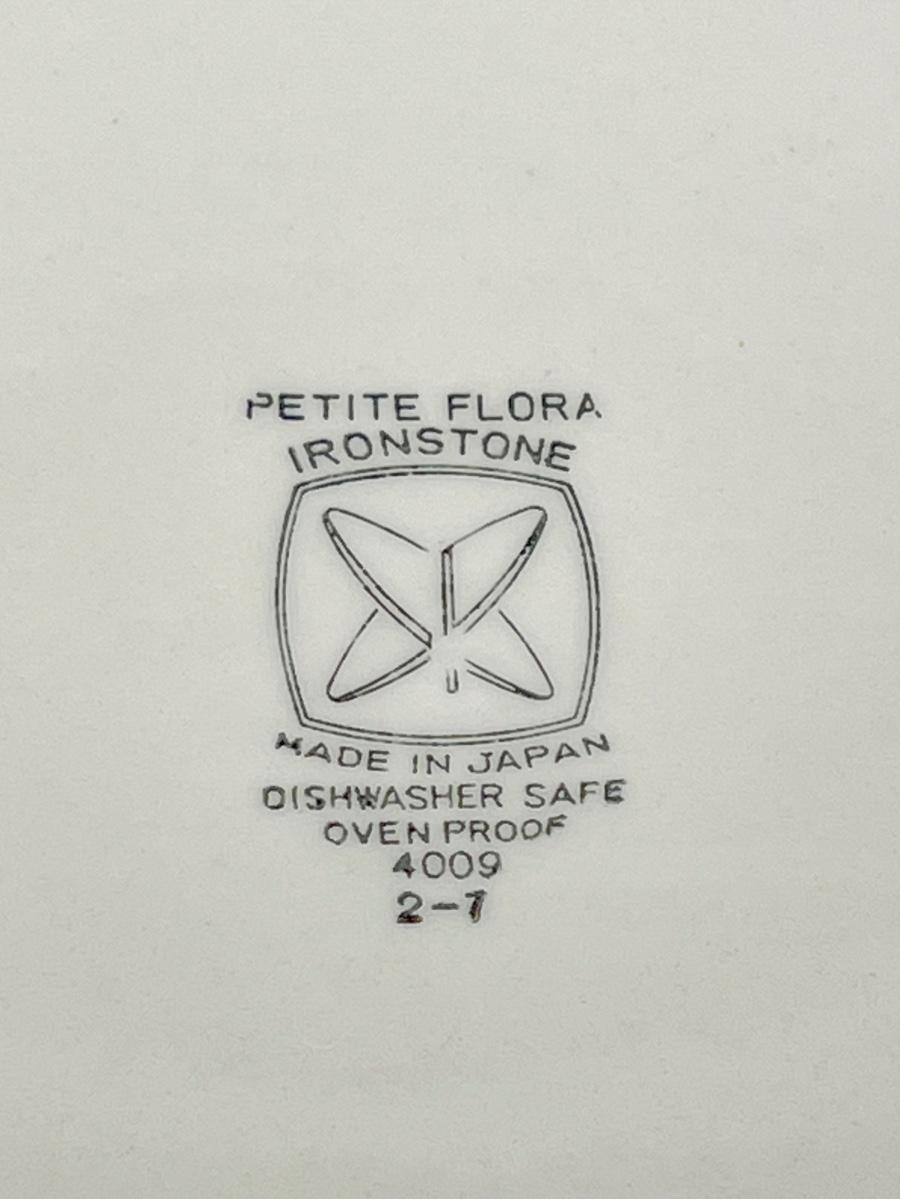 PETITE FLORA
IRONSTONE
MADE IN JAPAN
DISHWASHER SAFE
OVEN PROOF
4009
2-7